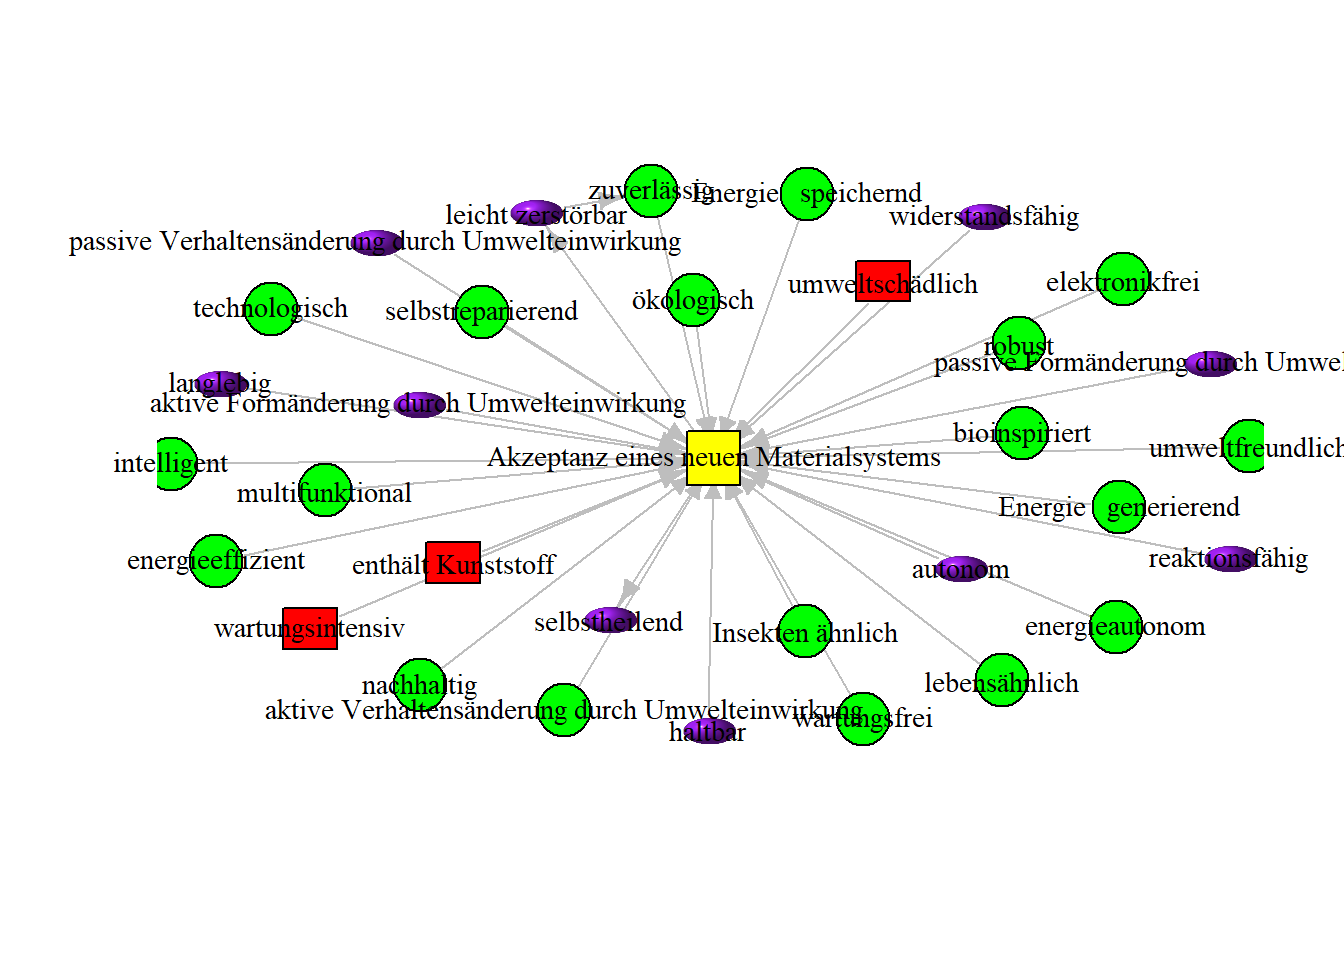 zuverlässig
Energie speichernd
leicht zerstörbar
widerstandsfähig
passive Verhaltensänderung durch Umwelteinwirkung
umweltschädlich
elektronikfrei
technologisch
selbstreparierend
ökologisch
robust
passive Formänderung durch Umwel
langlebig
aktive Formänderung durch Umwelteinwirkung
bioinspiriert
umweltfreundlich
Akzeptanz eines neuen Materialsystems
intelligent
multifunktional
Energie generierend
energieeffizient
enthält Kunststoff
autonom
reaktionsfähig
wartungsintensiv
selbstheilend
Insekten ähnlich
energieautonom
nachhaltig
lebensähnlich
aktive Verhaltensänderung durch Umwelteinwirkung
wartungsfrei
haltbar